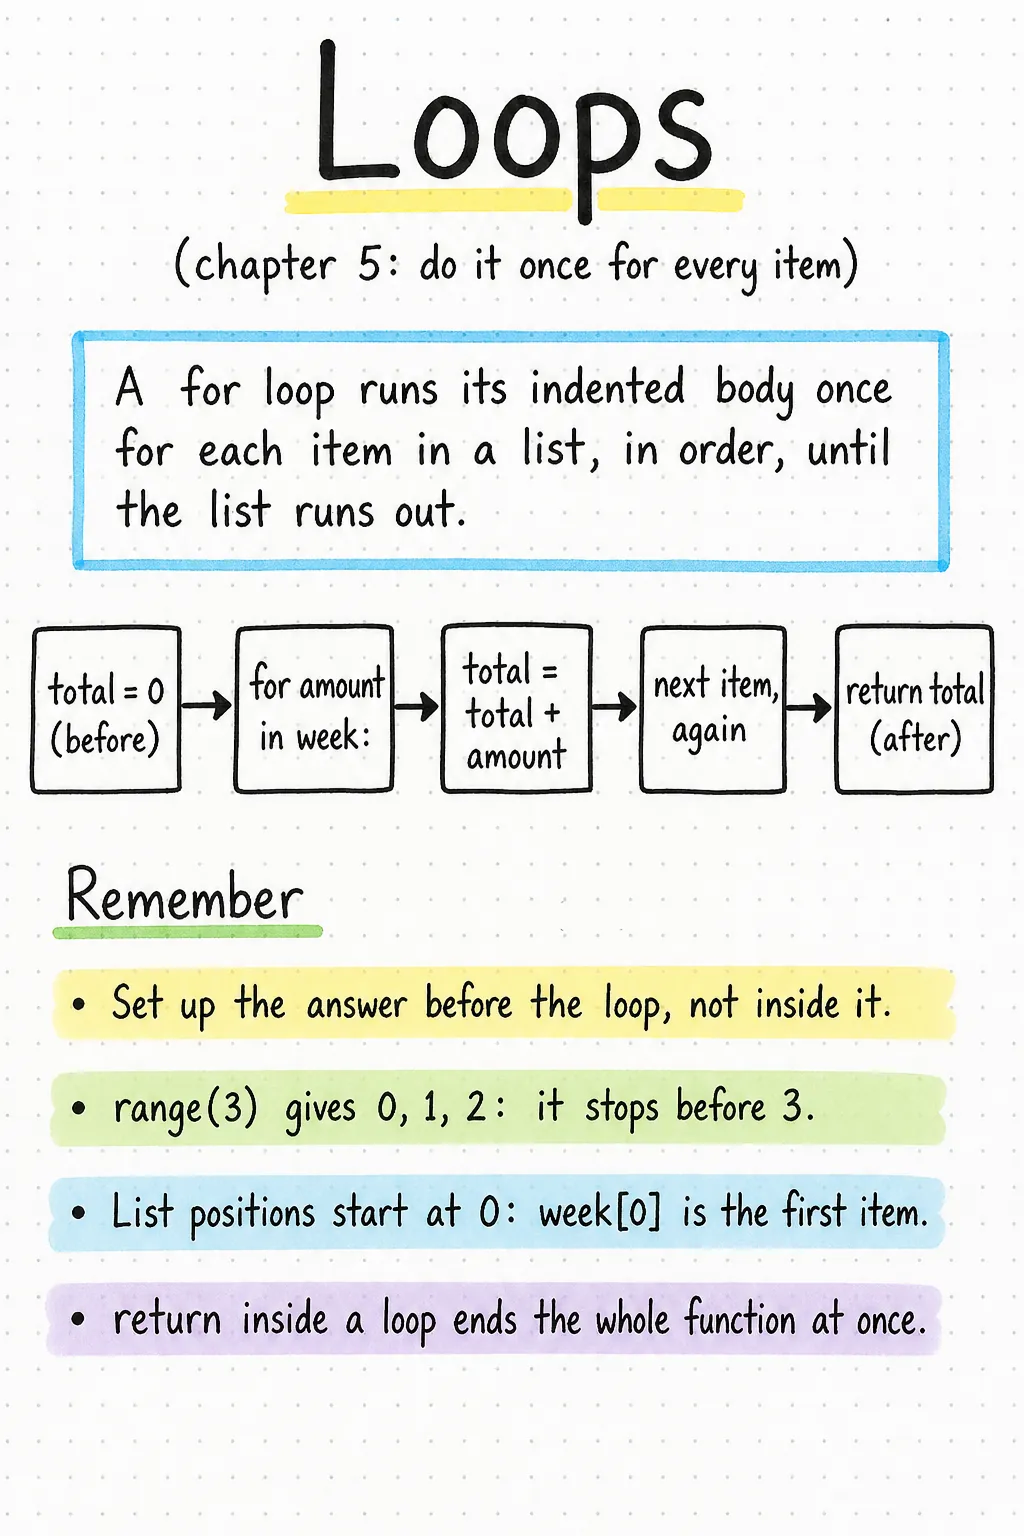 Loops
(chapter 5: do it once for every item)
A for loop runs its indented body once
for each item in a list, in order, until
the list runs out.
total = 0
(before)
for amount
in week:
total =
total +
amount
next item,
again
return total
(after)
Remember
• Set up the answer before the loop, not inside it.
• range(3) gives 0, 1, 2: it stops before 3.
• List positions start at 0: week[0] is the first item.
• return inside a loop ends the whole function at once.